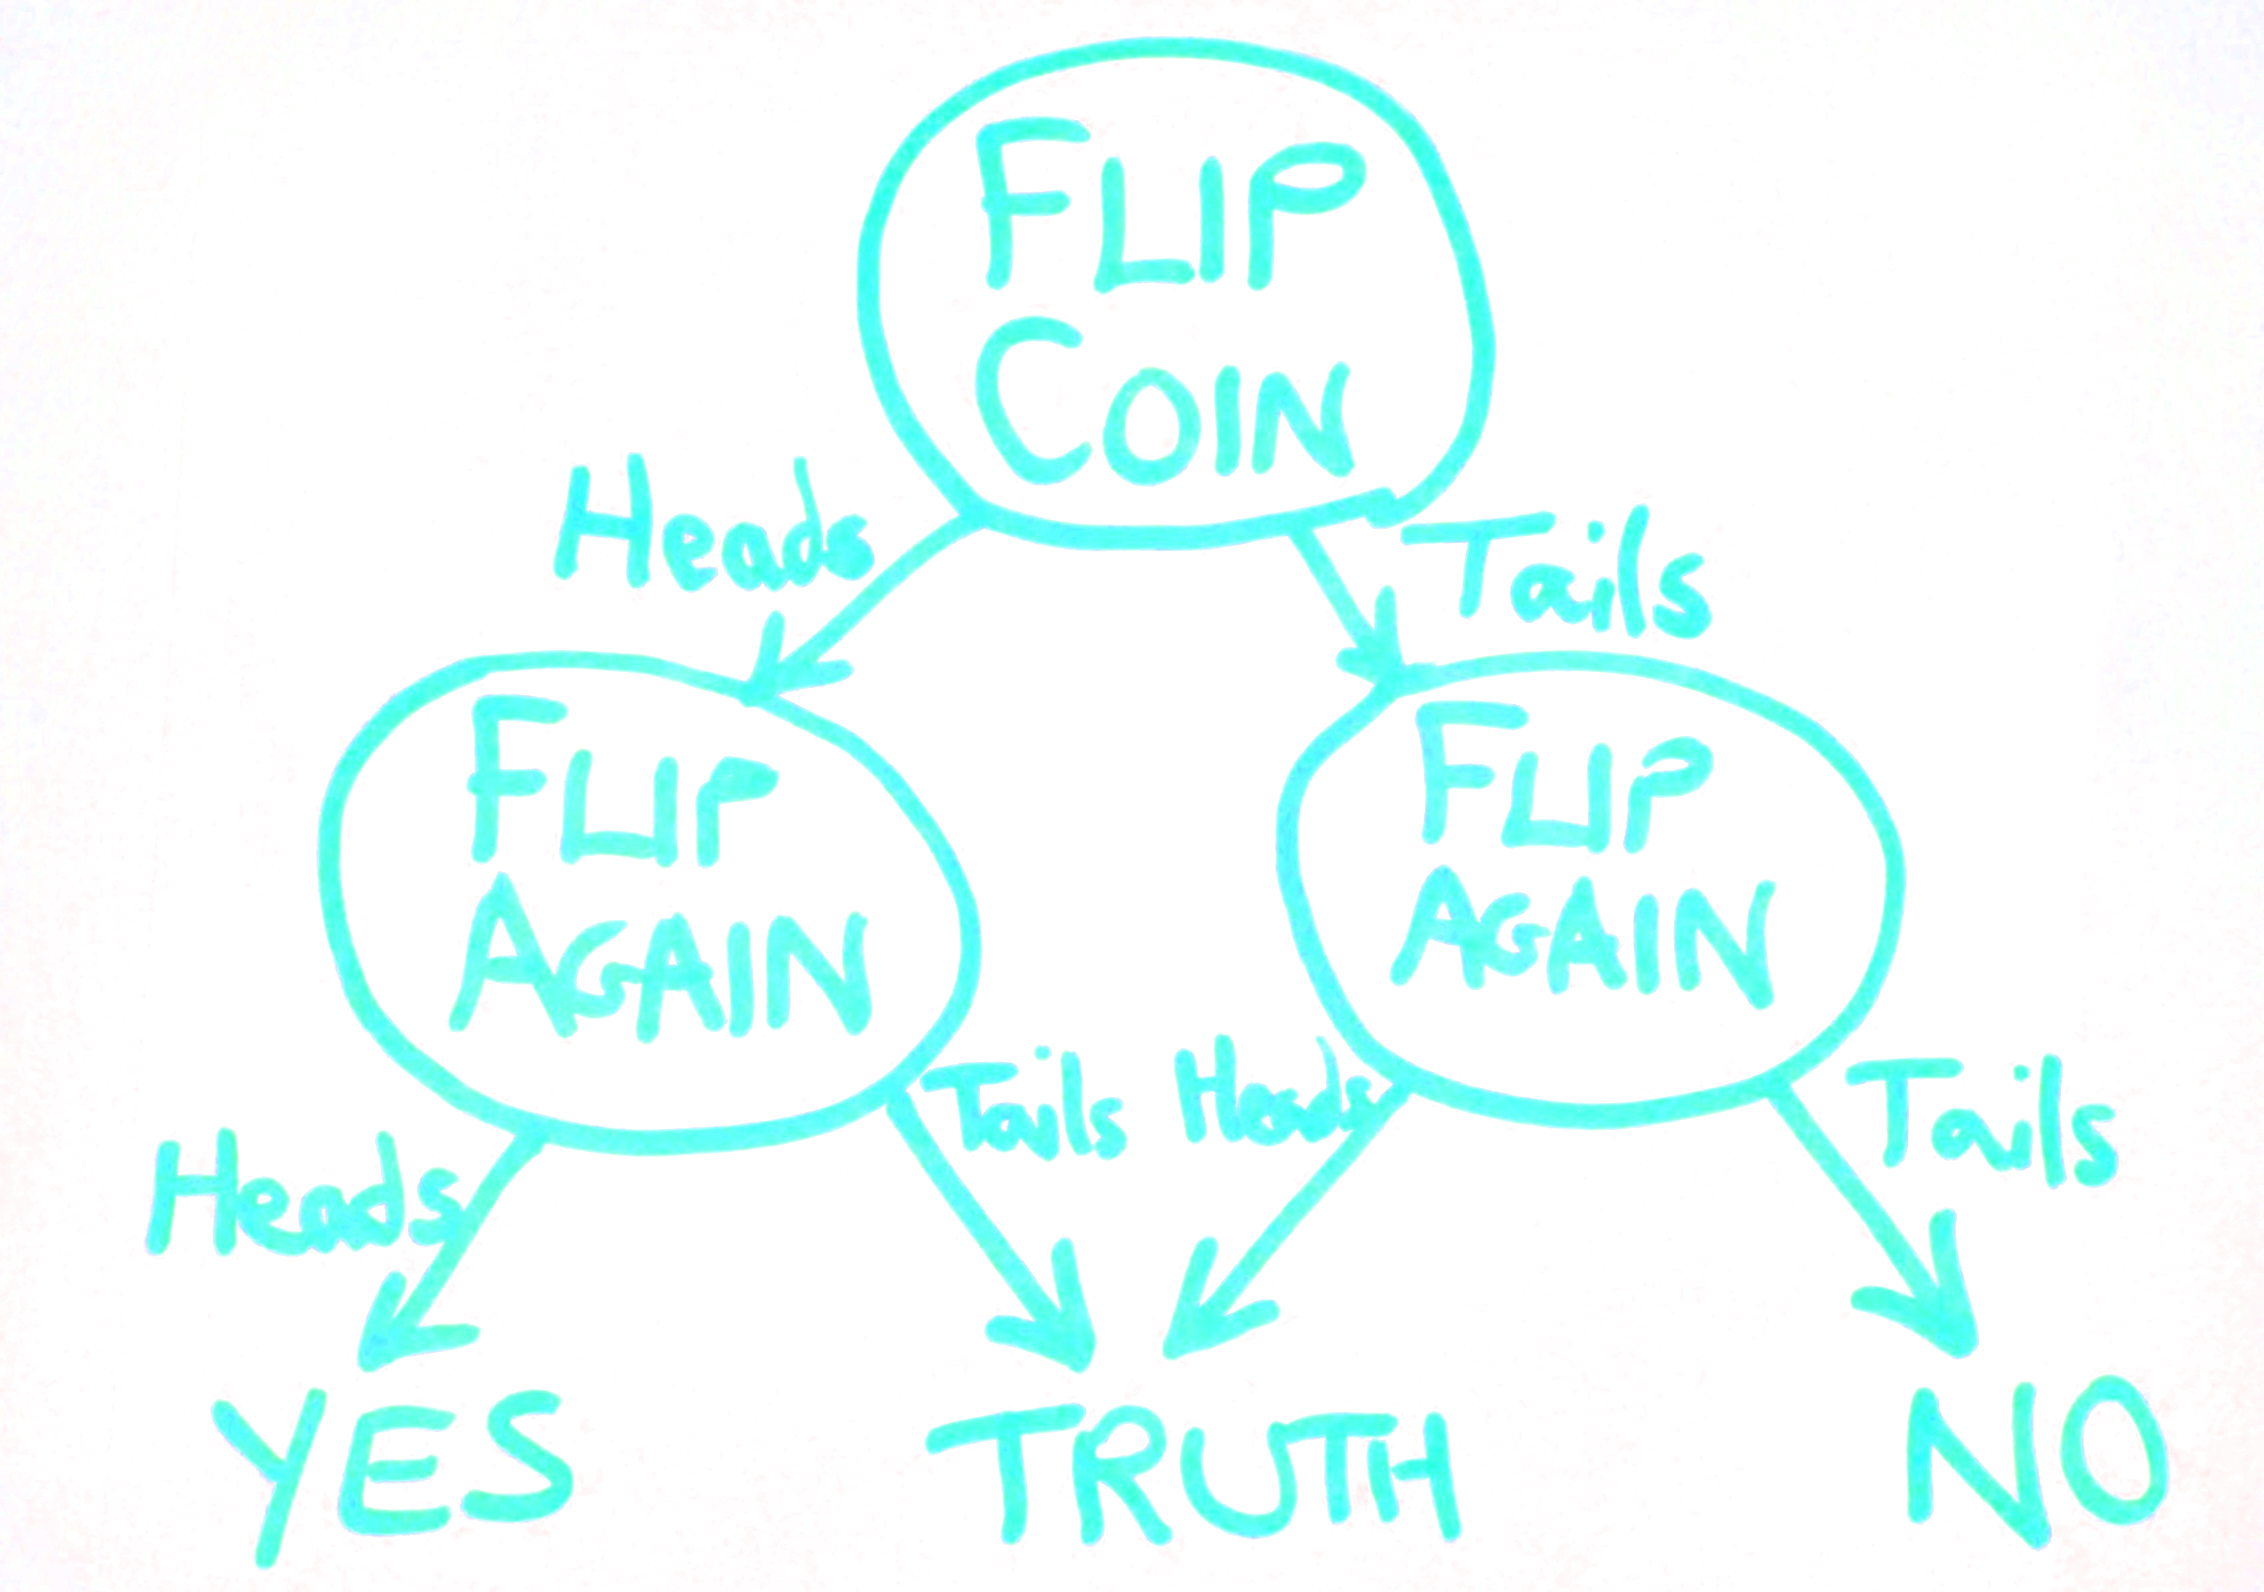 FLIP
COIN
Heads
Tails
FLIP
AGAIN
FLIP
AGAIN
Heads
Tails
Heads
Tails
YES
TRUTH
NO